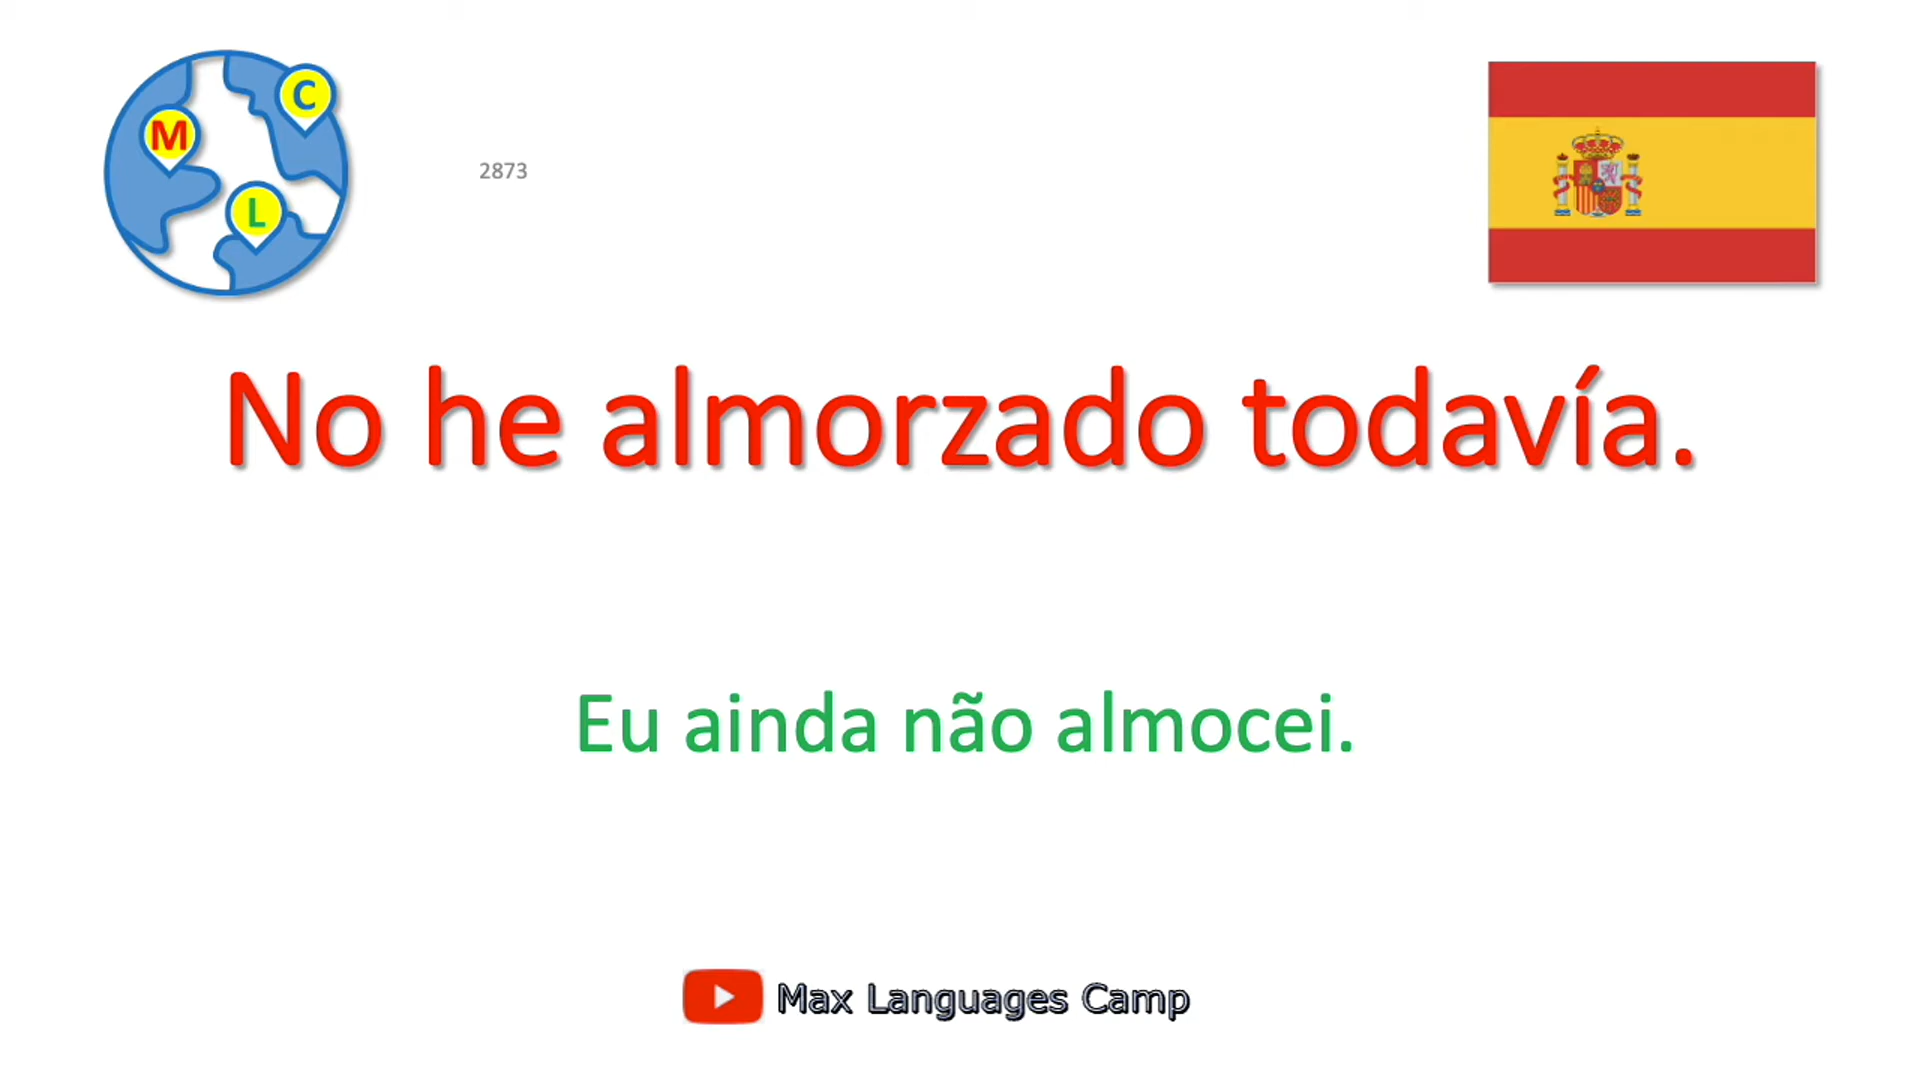 C
M
L
2873
No he almorzado todavía.
Eu ainda não almocei.
Max Languages Camp